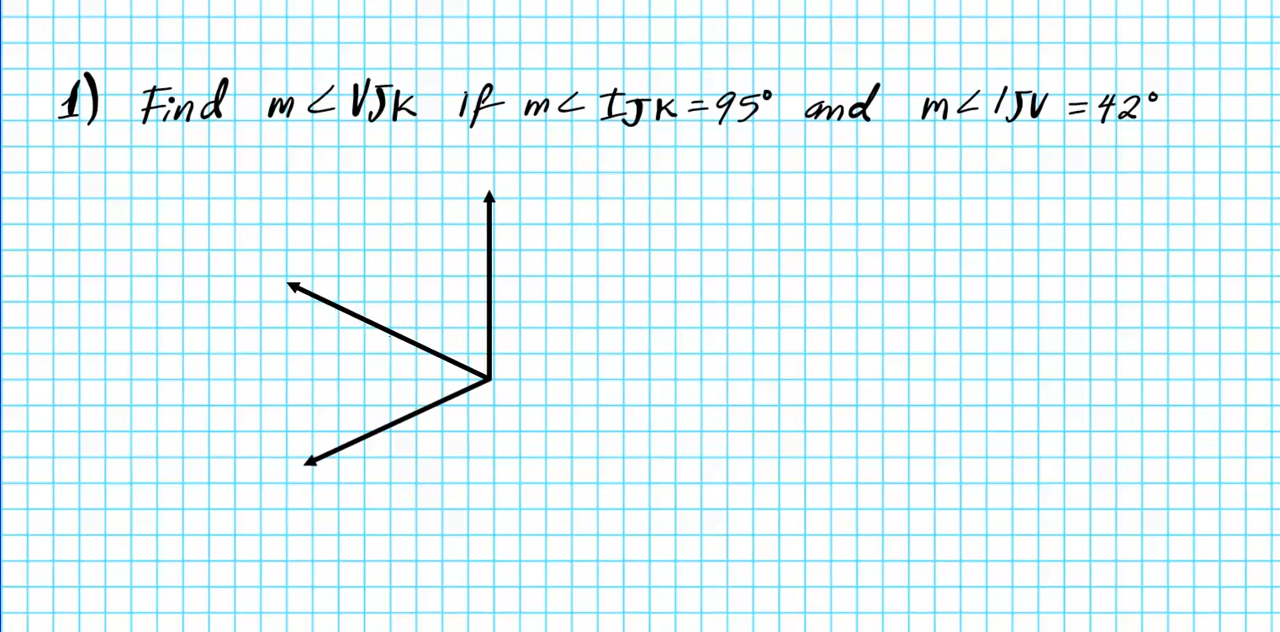 1) Find m∠VJK if m∠IJK = 95° and m∠IJV = 42°